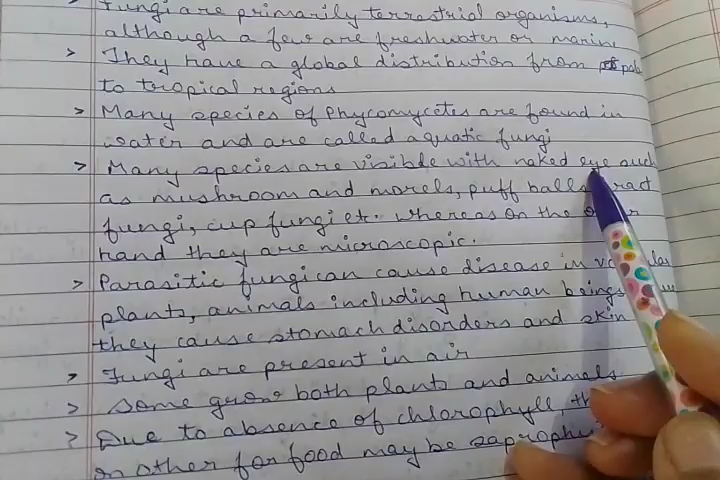 Fungi are primarily terrestrial organisms,
although a few are freshwater or marine
> They have a global distribution from
to tropical regions
> Many species of Phycomycetes are found in
water and are called aquatic fungi
> Many species are visible with naked eye such
as mushroom and morels, puff balls
fungi, cup fungi etc. whereas on the
hand they are microscopic.
> Parasitic fungi can cause disease in
plants, animals including human beings
they cause stomach disorders and skin
> Fungi are present in air
> Some grow both plants and animals
> Due to absence of chlorophyll,
on other for food may be